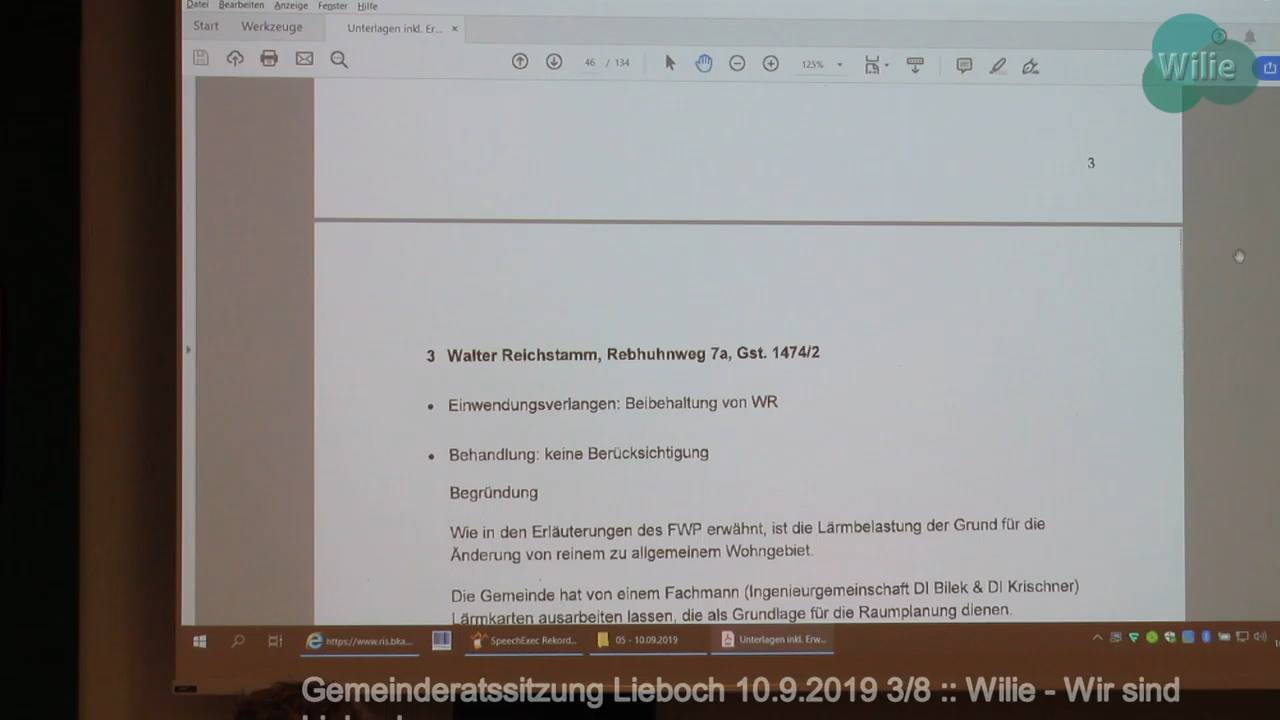 Datei Bearbeiten Anzeige Fenster Hilfe
Start Werkzeuge Unterlagen inkl. Er... ×
46 / 134 125%
Wilie
3
3 Walter Reichstamm, Rebhuhnweg 7a, Gst. 1474/2
• Einwendungsverlangen: Beibehaltung von WR
• Behandlung: keine Berücksichtigung
Begründung
Wie in den Erläuterungen des FWP erwähnt, ist die Lärmbelastung der Grund für die
Änderung von reinem zu allgemeinem Wohngebiet.
Die Gemeinde hat von einem Fachmann (Ingenieurgemeinschaft DI Bilek & DI Krischner)
Lärmkarten ausarbeiten lassen, die als Grundlage für die Raumplanung dienen.
https://www.ris.bka... SpeechExec Rekord... 05 - 10.09.2019 Unterlagen inkl. Erw...
Gemeinderatssitzung Lieboch 10.9.2019 3/8 :: Wilie - Wir sind